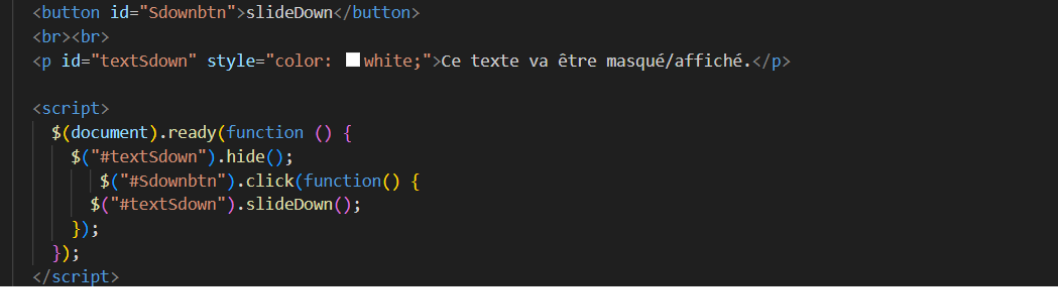 <button id="Sdownbtn">slideDown</button>
<br><br>
<p id="textSdown" style="color: white;">Ce texte va être masqué/affiché.</p>
<script>
$(document).ready(function () {
$("#textSdown").hide();
$("#Sdownbtn").click(function() {
$("#textSdown").slideDown();
});
});
</script>